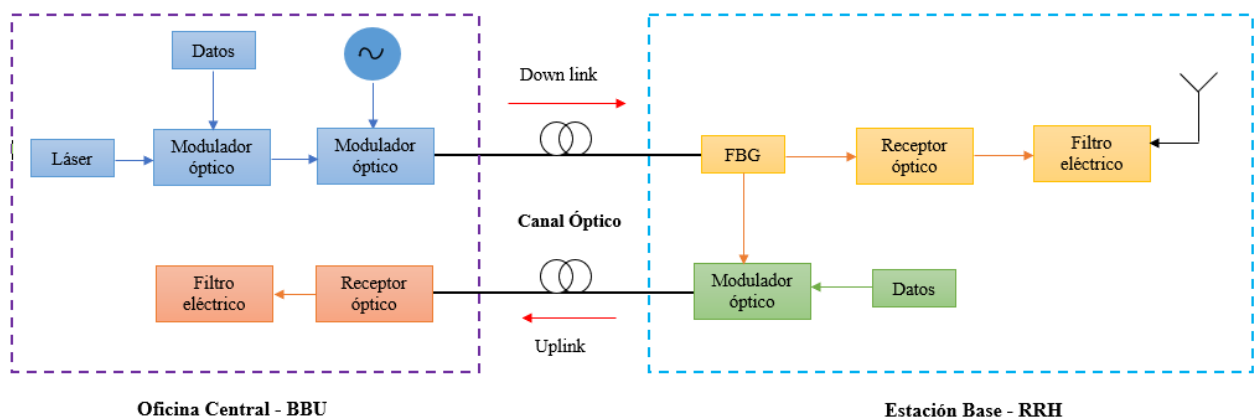 Datos
Down link
Láser
Modulador
óptico
Modulador
óptico
FBG
Receptor
óptico
Filtro
eléctrico
Canal Óptico
Filtro
eléctrico
Receptor
óptico
Modulador
óptico
Datos
Uplink
Oficina Central - BBU
Estación Base - RRH